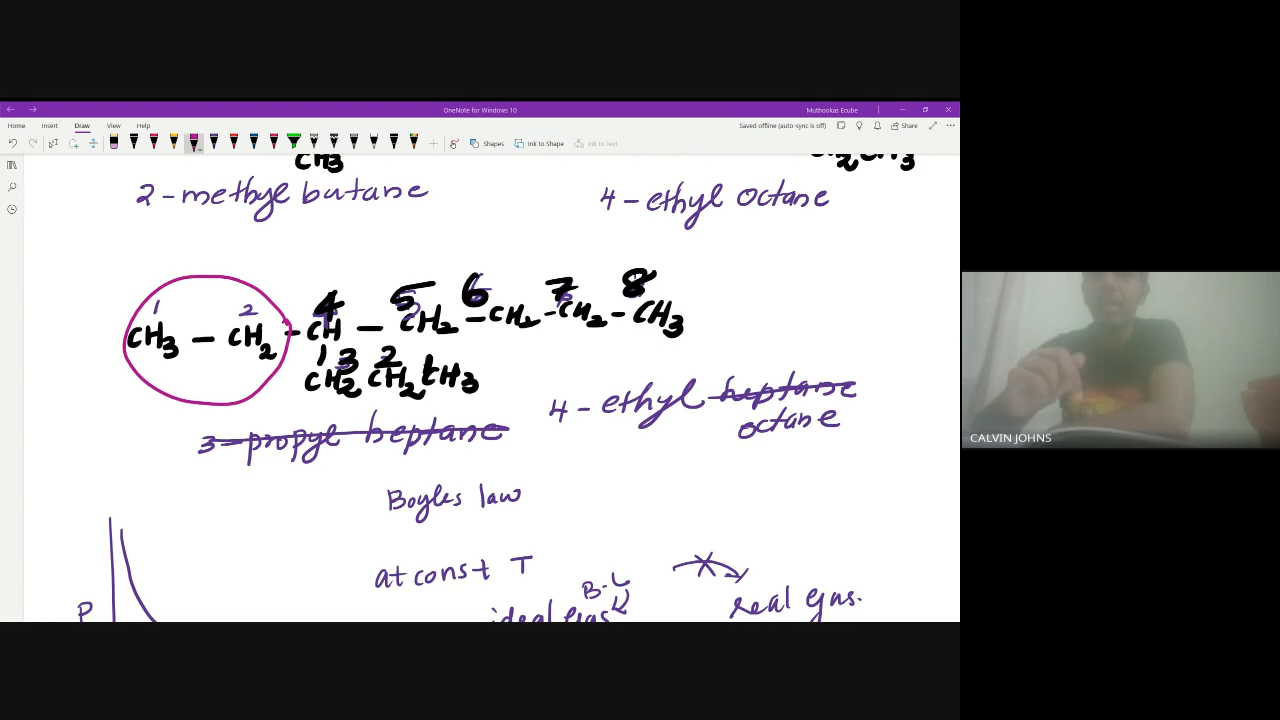 OneNote for Windows 10
Muthookas Ecube
Home Insert Draw View Help
Saved offline (auto-sync is off) Share
Shapes Ink to Shape Ink to Text
CH3
CH2CH3
2-methyl butane
4-ethyl octane
1 2 4 5 6 7 8
CH3 - CH2 - CH - CH2 - CH2 - CH2 - CH3
1 3 2
CH2 CH2 CH3
3-propyl heptane
4-ethyl heptane
octane
CALVIN JOHNS
Boyles law
at const T
B-L
ideal gas
real gas.
P